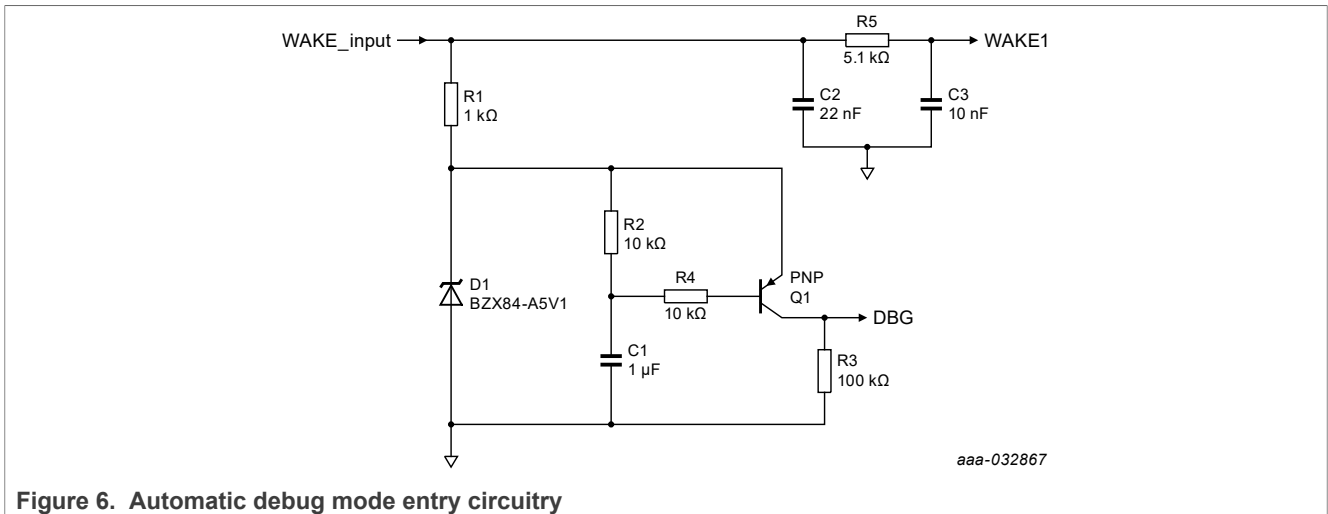 WAKE_input
R5
5.1 kΩ
WAKE1
R1
1 kΩ
C2
22 nF
C3
10 nF
R2
10 kΩ
D1
BZX84-A5V1
R4
10 kΩ
PNP
Q1
DBG
C1
1 µF
R3
100 kΩ
aaa-032867
Figure 6. Automatic debug mode entry circuitry